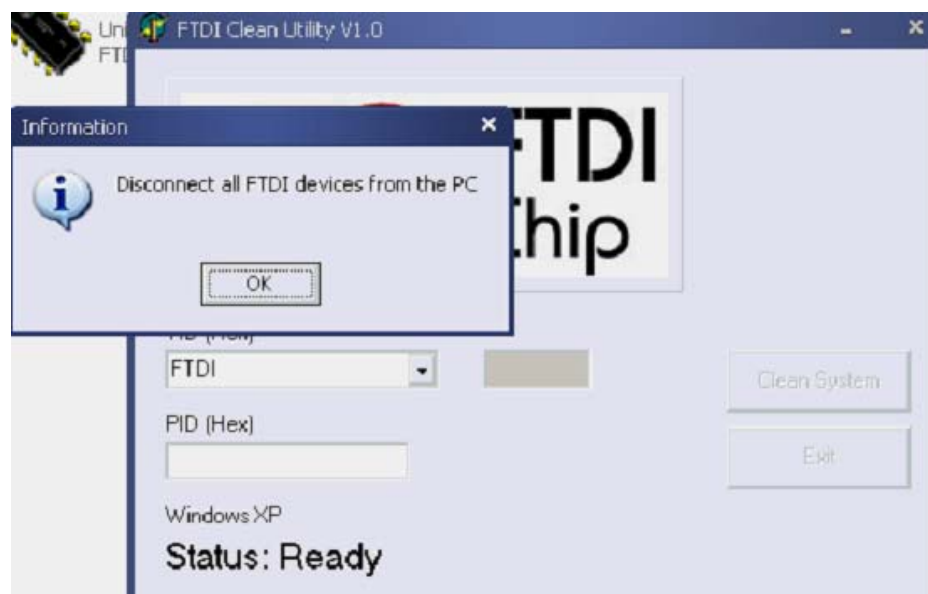 FTDI Clean Utility V1.0
Information
Disconnect all FTDI devices from the PC
OK
FTDI
Chip
FTDI
PID (Hex)
Clean System
Exit
Windows XP
Status: Ready